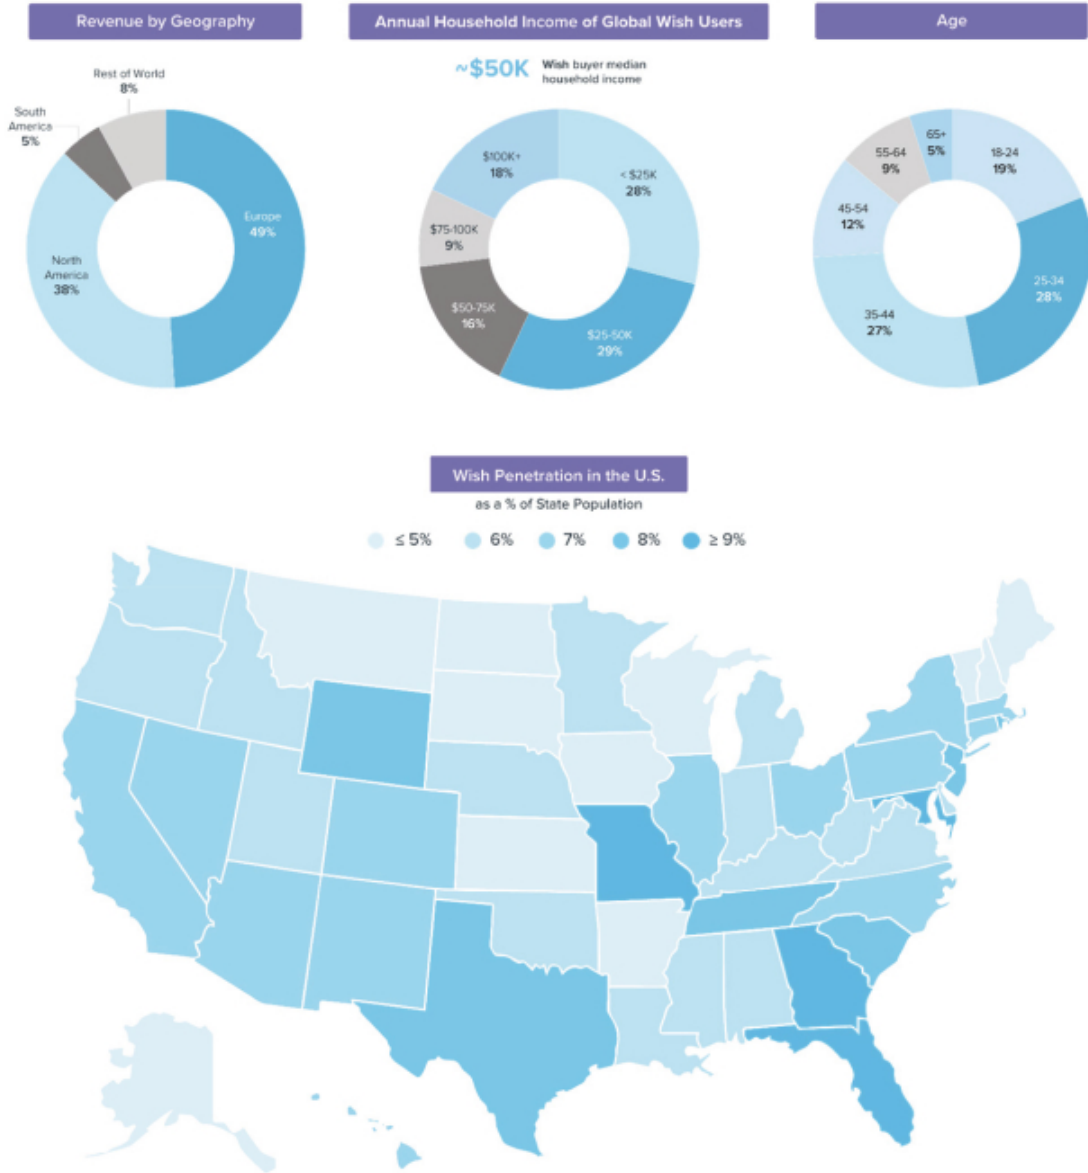 Revenue by Geography
Annual Household Income of Global Wish Users
Age
~$50K
Wish buyer median
household income
Rest of World
8%
South
America
5%
Europe
49%
North
America
38%
$100K+
18%
< $25K
28%
$75-100K
9%
$50-75K
16%
$25-50K
29%
65+
5%
55-64
9%
18-24
19%
45-54
12%
25-34
28%
35-44
27%
Wish Penetration in the U.S.
as a % of State Population
≤ 5%
6%
7%
8%
≥ 9%